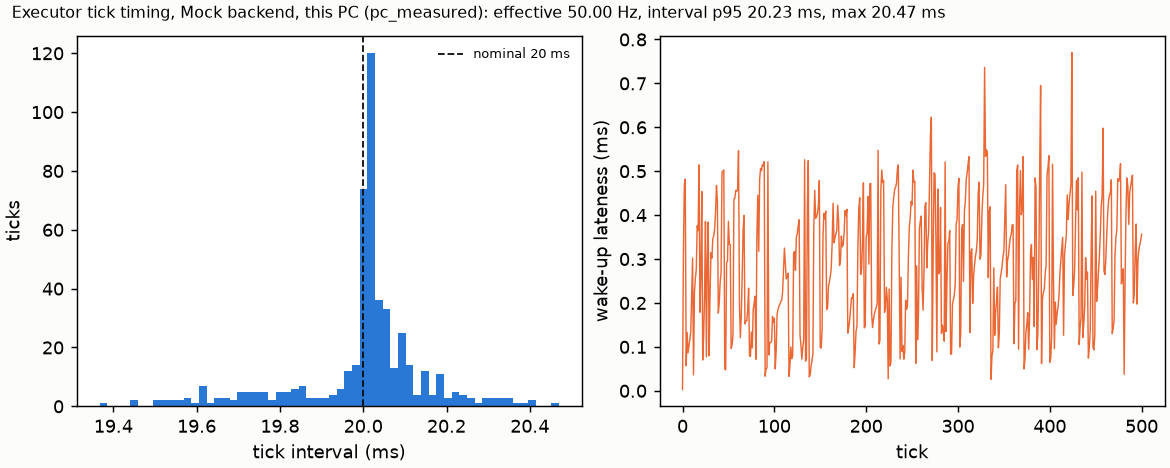 Executor tick timing, Mock backend, this PC (pc_measured): effective 50.00 Hz, interval p95 20.23 ms, max 20.47 ms
120
100
80
60
40
20
0
ticks
nominal 20 ms
19.4 19.6 19.8 20.0 20.2 20.4
tick interval (ms)
0.8
0.7
0.6
0.5
0.4
0.3
0.2
0.1
0.0
wake-up lateness (ms)
0 100 200 300 400 500
tick